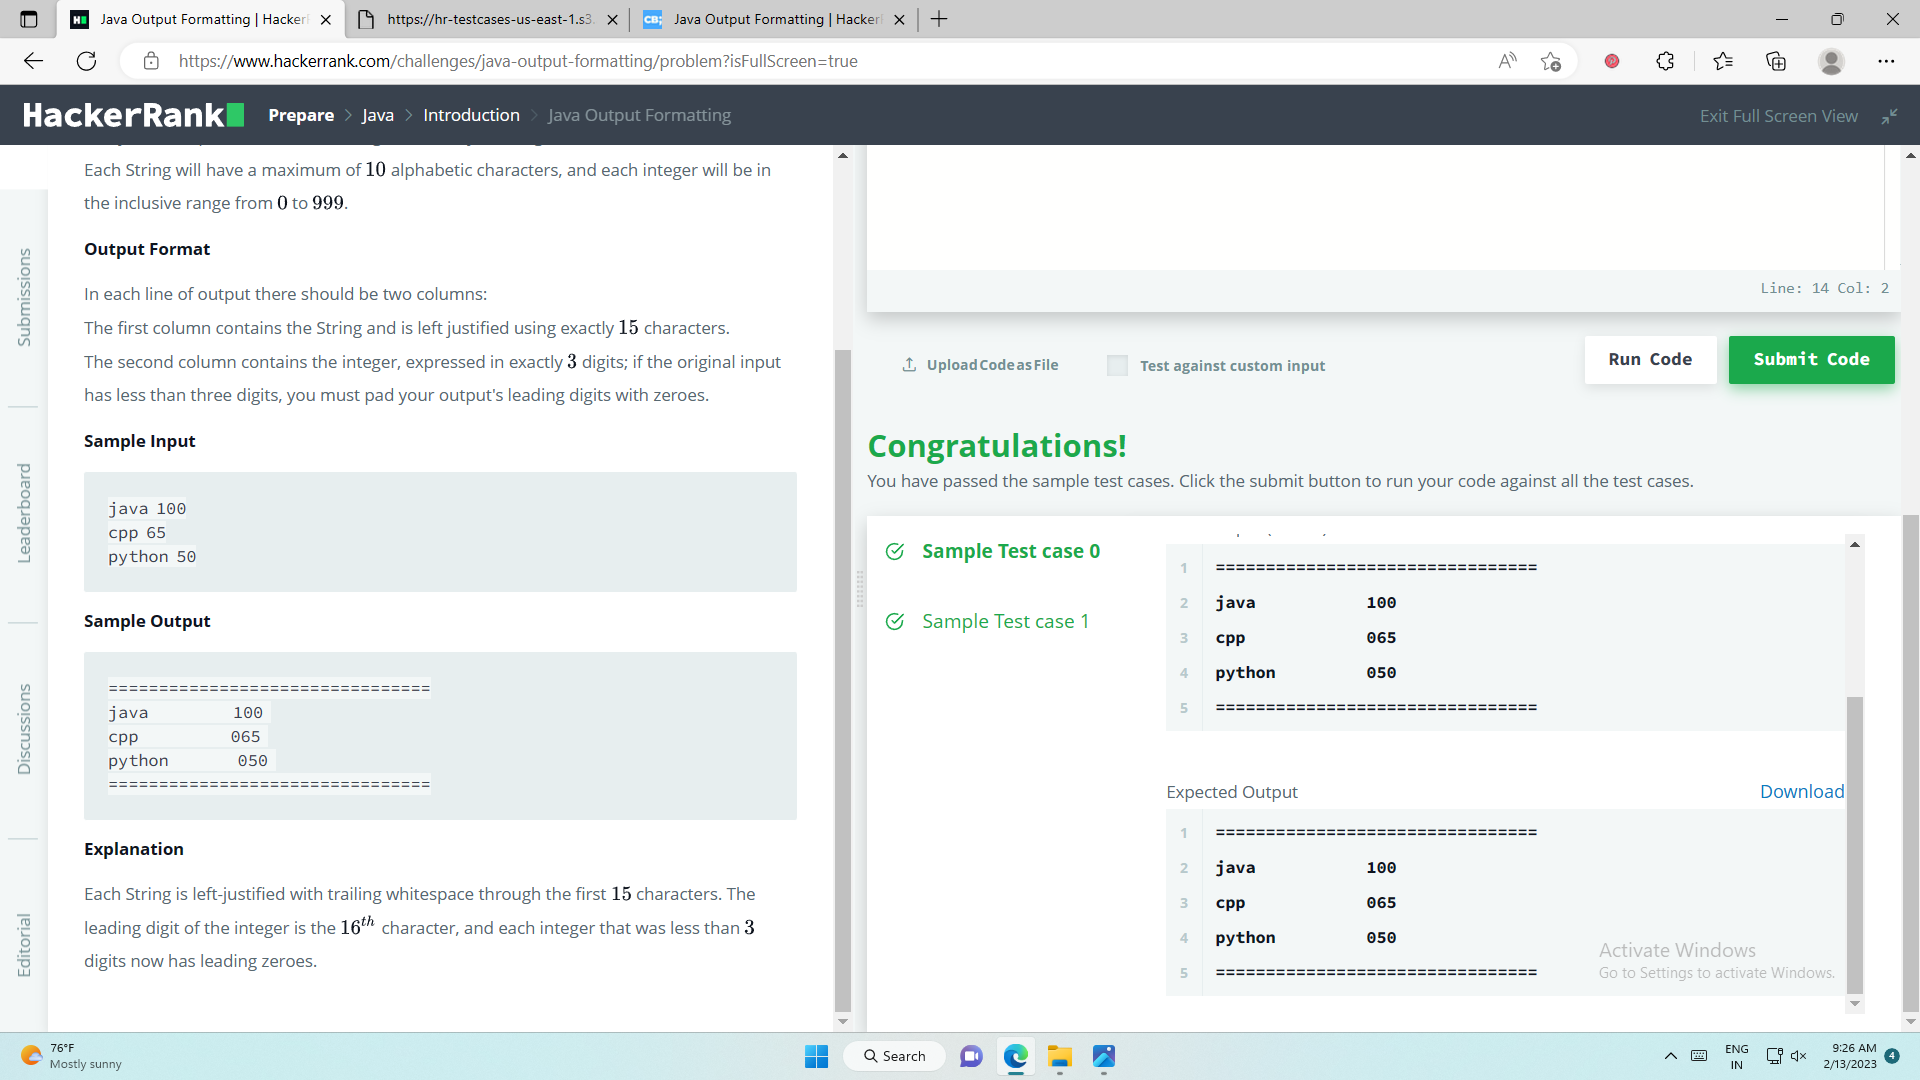 Java Output Formatting | Hacker
https://hr-testcases-us-east-1.s3.
CB;
Java Output Formatting | Hacker
https://www.hackerrank.com/challenges/java-output-formatting/problem?isFullScreen=true
HackerRank
Prepare > Java > Introduction > Java Output Formatting
Exit Full Screen View
Submissions
Leaderboard
Discussions
Editorial
Each String will have a maximum of 10 alphabetic characters, and each integer will be in
the inclusive range from 0 to 999.
Output Format
In each line of output there should be two columns:
The first column contains the String and is left justified using exactly 15 characters.
The second column contains the integer, expressed in exactly 3 digits; if the original input
has less than three digits, you must pad your output's leading digits with zeroes.
Sample Input
java 100
cpp 65
python 50
Sample Output
================================
java 100
cpp 065
python 050
================================
Explanation
Each String is left-justified with trailing whitespace through the first 15 characters. The
leading digit of the integer is the 16th character, and each integer that was less than 3
digits now has leading zeroes.
Line: 14 Col: 2
Upload Code as File
Test against custom input
Run Code
Submit Code
Congratulations!
You have passed the sample test cases. Click the submit button to run your code against all the test cases.
Sample Test case 0
Sample Test case 1
1 ================================
2 java 100
3 cpp 065
4 python 050
5 ================================
Expected Output
Download
1 ================================
2 java 100
3 cpp 065
4 python 050
5 ================================
Activate Windows
Go to Settings to activate Windows.
76°F
Mostly sunny
Search
ENG
IN
9:26 AM
2/13/2023
4